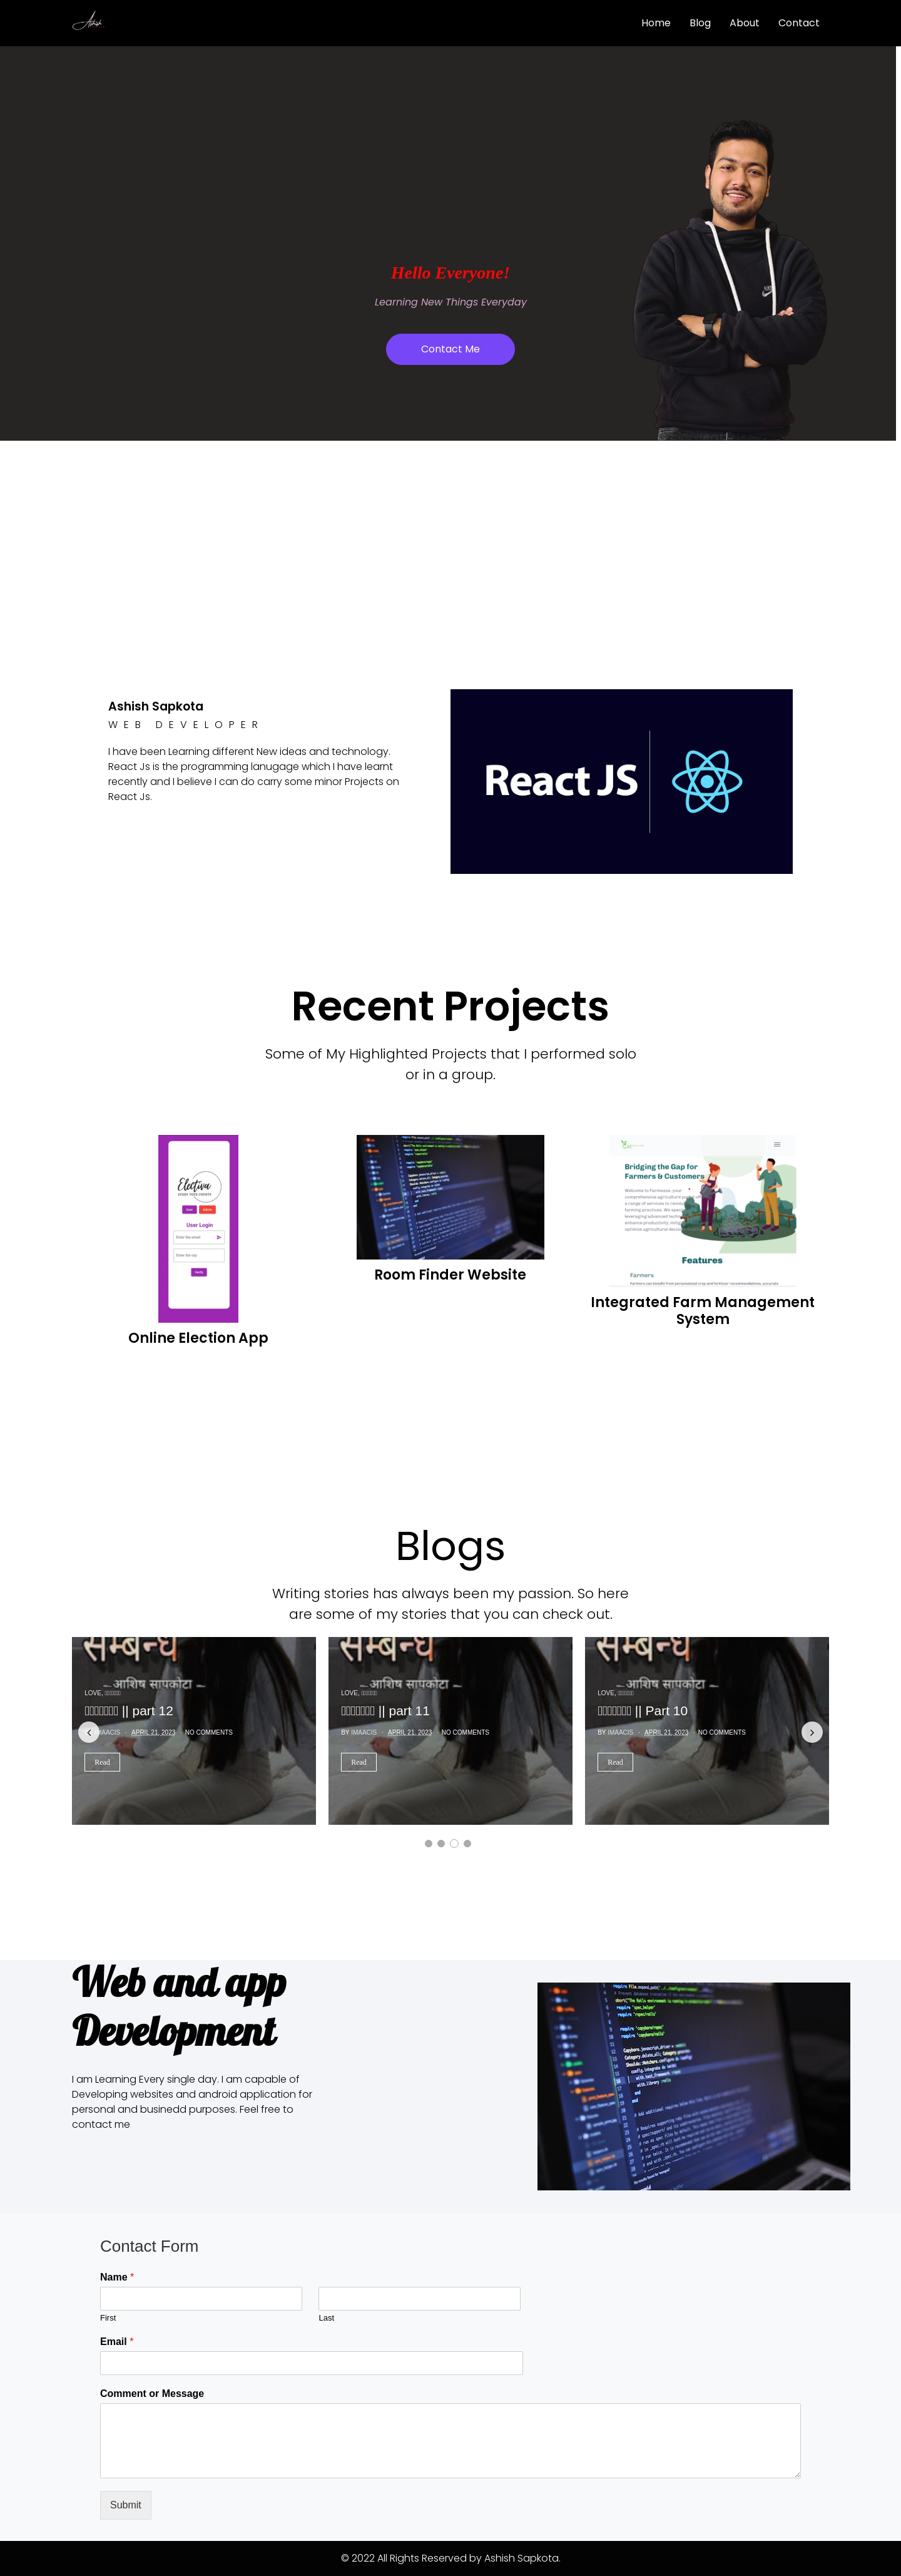 Ashish
Home Blog About Contact
Hello Everyone!
Learning New Things Everyday
Contact Me
Ashish Sapkota
WEB DEVELOPER
I have been Learning different New ideas and technology.
React Js is the programming lanugage which I have learnt
recently and I believe I can do carry some minor Projects on
React Js.
React JS
Recent Projects
Some of My Highlighted Projects that I performed solo
or in a group.
Electiva
User Login
Verify
Online Election App
Room Finder Website
Bridging the Gap for
Farmers & Customers
Features
Farmers
Integrated Farm Management
System
Blogs
Writing stories has always been my passion. So here
are some of my stories that you can check out.
सम्बन्ध
~आशिष सापकोटा~
LOVE,
|| part 12
IMAACIS · APRIL 21, 2023 NO COMMENTS
Read
सम्बन्ध
~आशिष सापकोटा~
LOVE,
|| part 11
BY IMAACIS · APRIL 21, 2023 NO COMMENTS
Read
सम्बन्ध
~आशिष सापकोटा~
LOVE,
|| Part 10
BY IMAACIS · APRIL 21, 2023 NO COMMENTS
Read
Web and app
Development
I am Learning Every single day. I am capable of
Developing websites and android application for
personal and businedd purposes. Feel free to
contact me
Contact Form
Name *
First Last
Email *
Comment or Message
Submit
© 2022 All Rights Reserved by Ashish Sapkota.